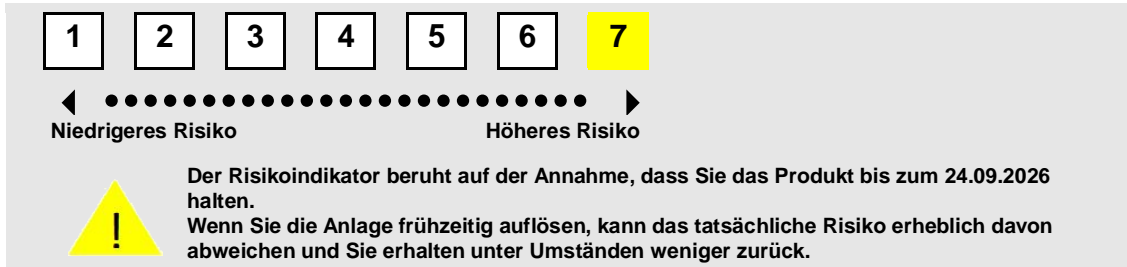 1 2 3 4 5 6 7
Niedrigeres Risiko Höheres Risiko
Der Risikoindikator beruht auf der Annahme, dass Sie das Produkt bis zum 24.09.2026
halten.
Wenn Sie die Anlage frühzeitig auflösen, kann das tatsächliche Risiko erheblich davon
abweichen und Sie erhalten unter Umständen weniger zurück.
!